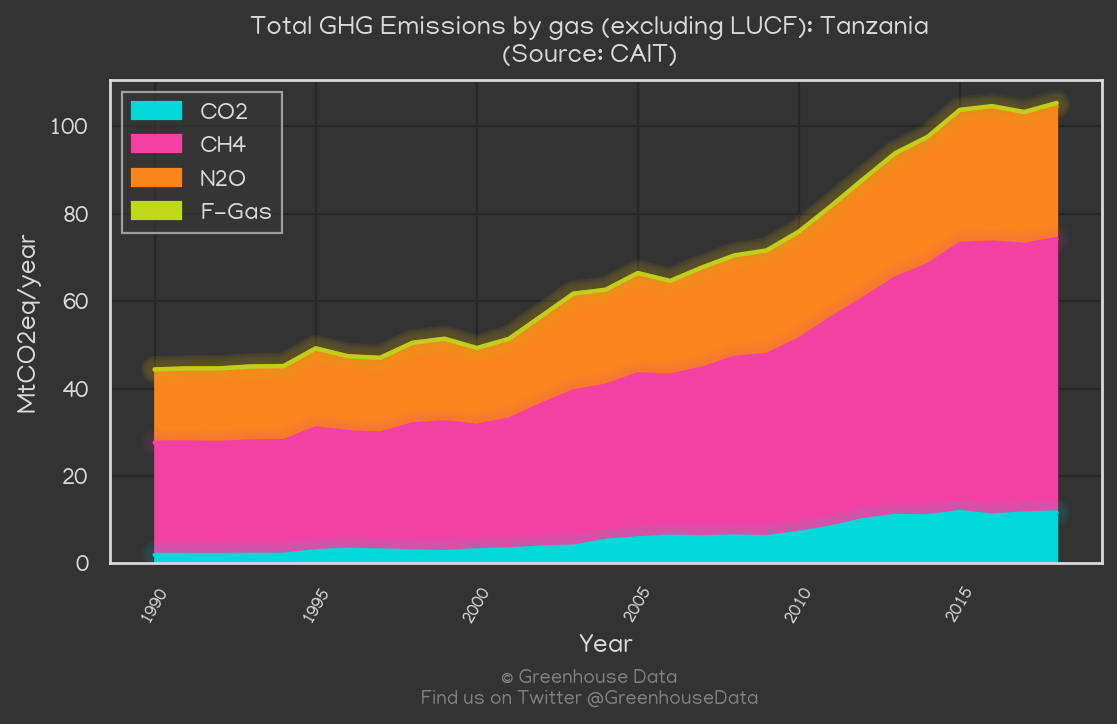 Total GHG Emissions by gas (excluding LUCF): Tanzania
(Source: CAIT)
CO2
CH4
N2O
F-Gas
MtCO2eq/year
100
80
60
40
20
0
1990
1995
2000
2005
2010
2015
Year
© Greenhouse Data
Find us on Twitter @GreenhouseData